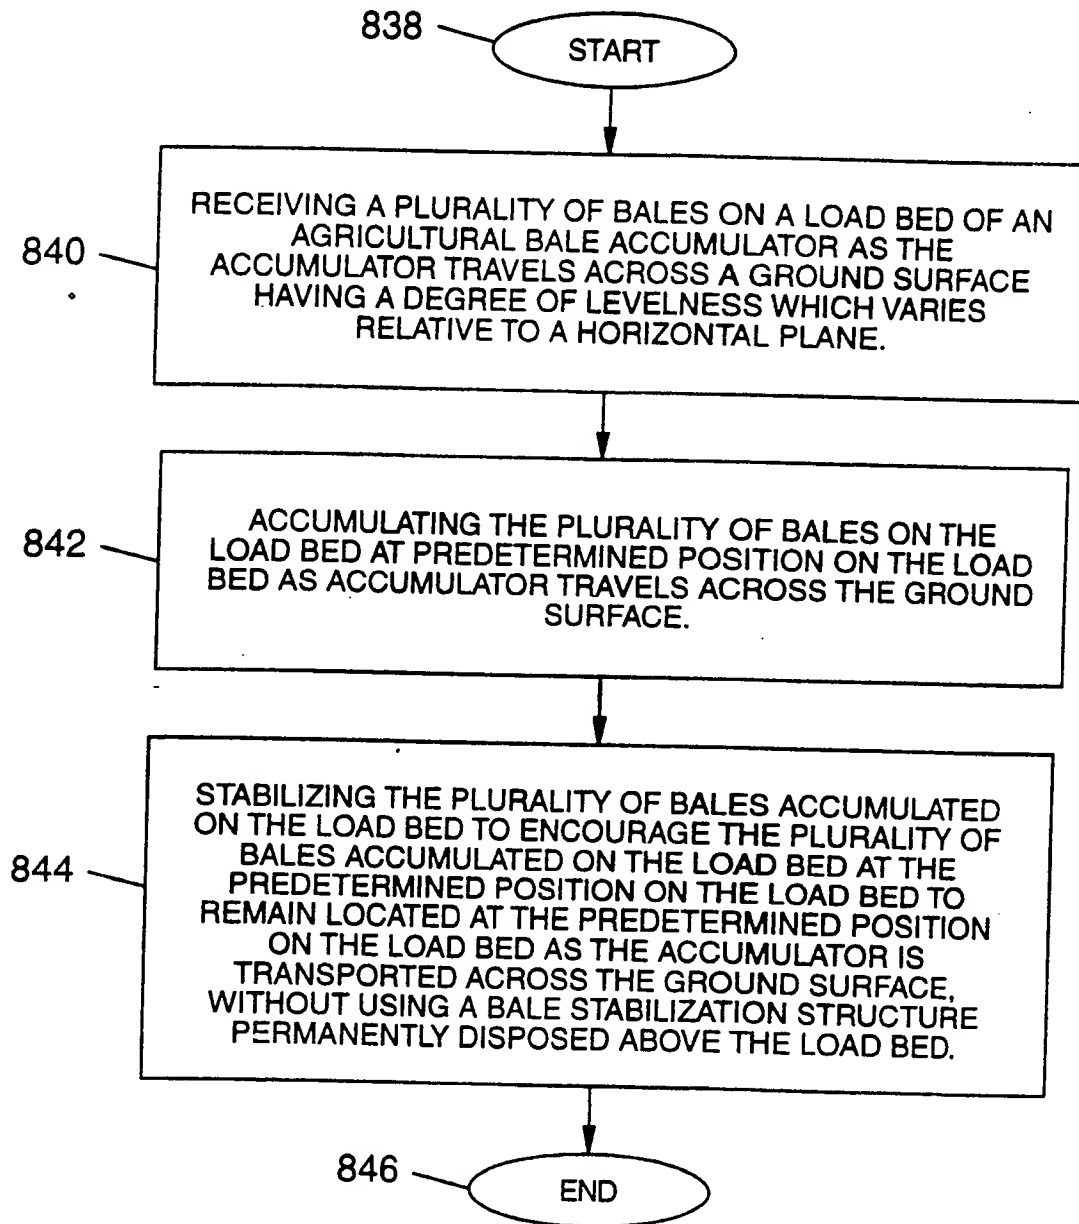 838
START
840
RECEIVING A PLURALITY OF BALES ON A LOAD BED OF AN
AGRICULTURAL BALE ACCUMULATOR AS THE
ACCUMULATOR TRAVELS ACROSS A GROUND SURFACE
HAVING A DEGREE OF LEVELNESS WHICH VARIES
RELATIVE TO A HORIZONTAL PLANE.
842
ACCUMULATING THE PLURALITY OF BALES ON THE
LOAD BED AT PREDETERMINED POSITION ON THE LOAD
BED AS ACCUMULATOR TRAVELS ACROSS THE GROUND
SURFACE.
844
STABILIZING THE PLURALITY OF BALES ACCUMULATED
ON THE LOAD BED TO ENCOURAGE THE PLURALITY OF
BALES ACCUMULATED ON THE LOAD BED AT THE
PREDETERMINED POSITION ON THE LOAD BED TO
REMAIN LOCATED AT THE PREDETERMINED POSITION
ON THE LOAD BED AS THE ACCUMULATOR IS
TRANSPORTED ACROSS THE GROUND SURFACE,
WITHOUT USING A BALE STABILIZATION STRUCTURE
PERMANENTLY DISPOSED ABOVE THE LOAD BED.
846
END